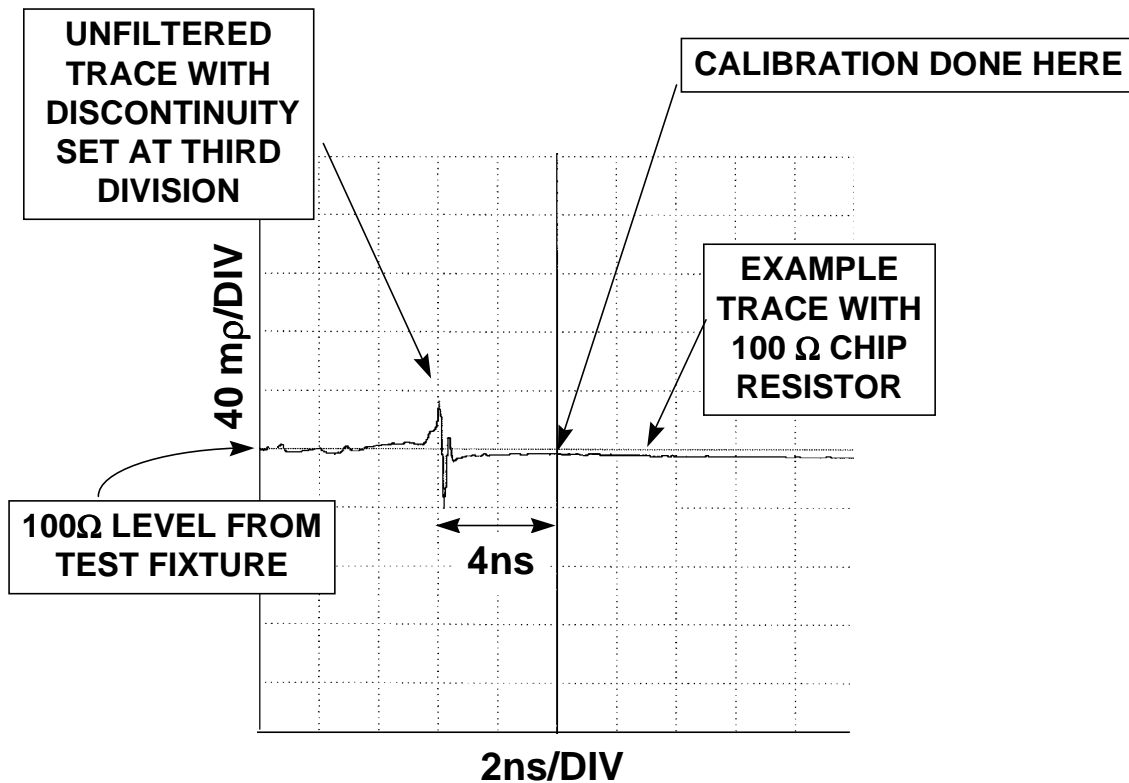 UNFILTERED
TRACE WITH
DISCONTINUITY
SET AT THIRD
DIVISION
CALIBRATION DONE HERE
40 mρ/DIV
EXAMPLE
TRACE WITH
100 Ω CHIP
RESISTOR
100Ω LEVEL FROM
TEST FIXTURE
4ns
2ns/DIV